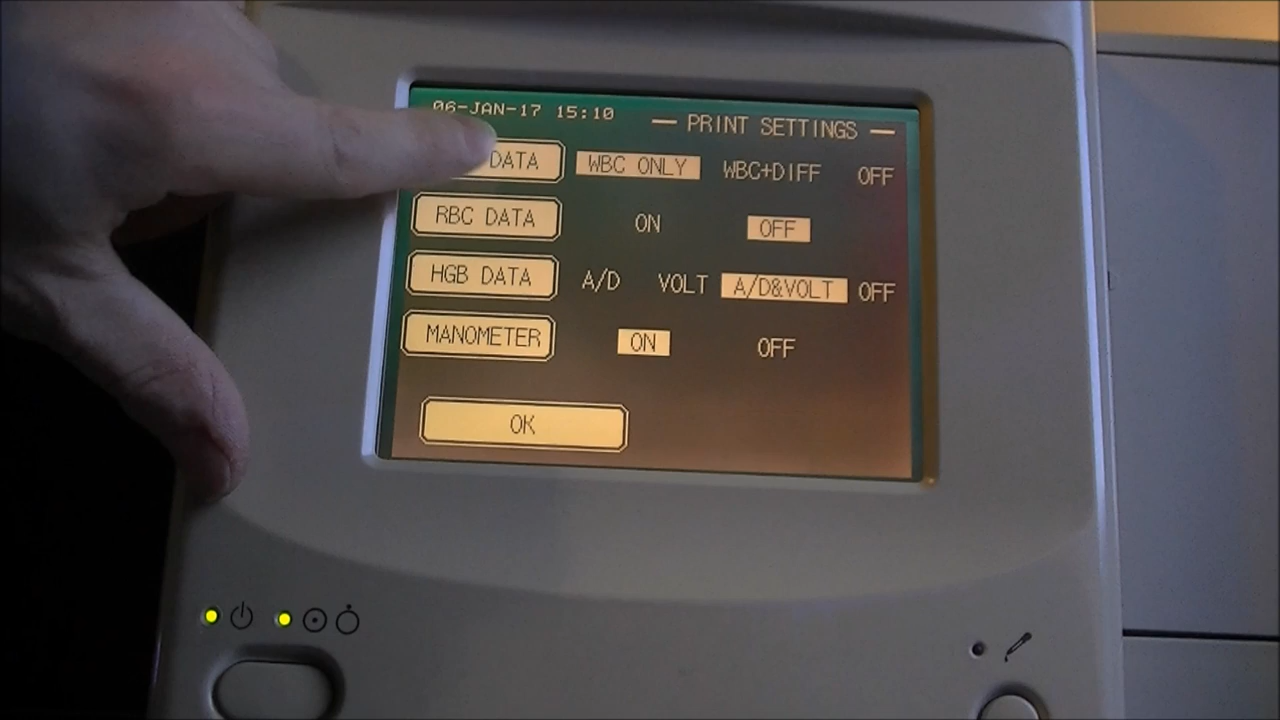 06-JAN-17 15:10 — PRINT SETTINGS —
DATA WBC ONLY WBC+DIFF OFF
RBC DATA ON OFF
HGB DATA A/D VOLT A/D&VOLT OFF
MANOMETER ON OFF
OK